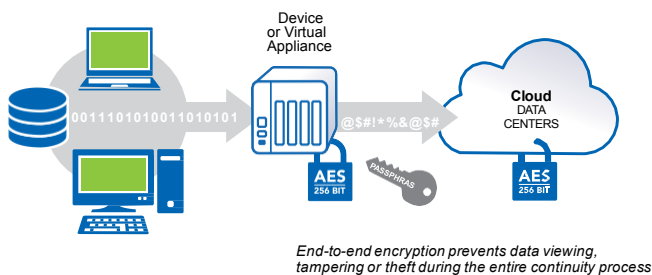 Device
or Virtual
Appliance
0011101010011010101
@$#!*%&@$#
Cloud
DATA
CENTERS
AES
256 BIT
PASSPHRAS
AES
256 BIT
End-to-end encryption prevents data viewing,
tampering or theft during the entire continuity process